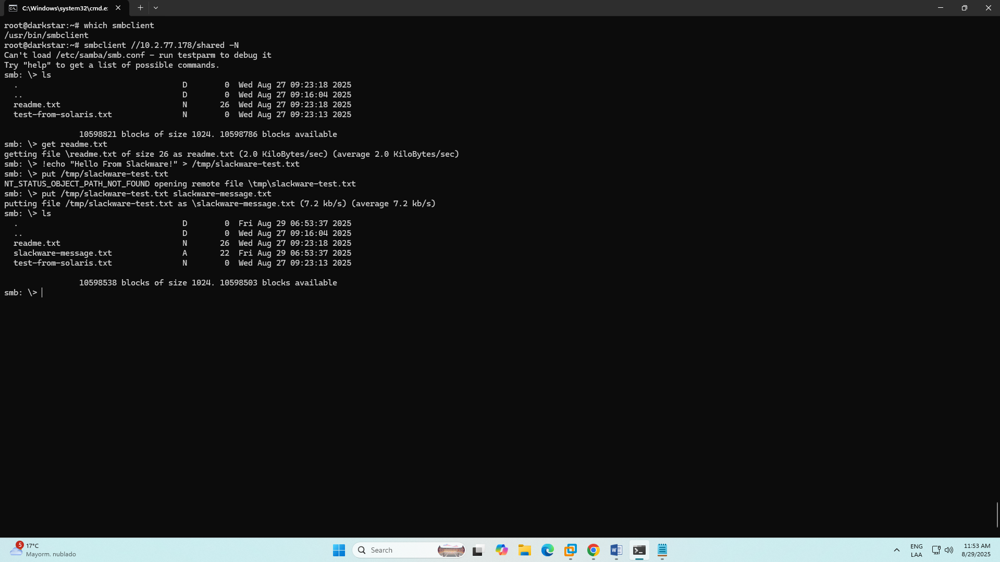 C:\Windows\system32\cmd.e:
root@darkstar:~# which smbclient
/usr/bin/smbclient
root@darkstar:~# smbclient //10.2.77.178/shared -N
Can't load /etc/samba/smb.conf - run testparm to debug it
Try "help" to get a list of possible commands.
smb: \> ls
  .                                   D        0  Wed Aug 27 09:23:18 2025
  ..                                  D        0  Wed Aug 27 09:16:04 2025
  readme.txt                          N       26  Wed Aug 27 09:23:18 2025
  test-from-solaris.txt               N        0  Wed Aug 27 09:23:13 2025
                10598821 blocks of size 1024. 10598786 blocks available
smb: \> get readme.txt
getting file \readme.txt of size 26 as readme.txt (2.0 KiloBytes/sec) (average 2.0 KiloBytes/sec)
smb: \> !echo "Hello From Slackware!" > /tmp/slackware-test.txt
smb: \> put /tmp/slackware-test.txt
NT_STATUS_OBJECT_PATH_NOT_FOUND opening remote file \tmp\slackware-test.txt
smb: \> put /tmp/slackware-test.txt slackware-message.txt
putting file /tmp/slackware-test.txt as \slackware-message.txt (7.2 kb/s) (average 7.2 kb/s)
smb: \> ls
  .                                   D        0  Fri Aug 29 06:53:37 2025
  ..                                  D        0  Wed Aug 27 09:16:04 2025
  readme.txt                          N       26  Wed Aug 27 09:23:18 2025
  slackware-message.txt               A       22  Fri Aug 29 06:53:37 2025
  test-from-solaris.txt               N        0  Wed Aug 27 09:23:13 2025
                10598538 blocks of size 1024. 10598503 blocks available
smb: \>
5
17°C
Mayorm. nublado
Search
ENG
LAA
11:53 AM
8/29/2025